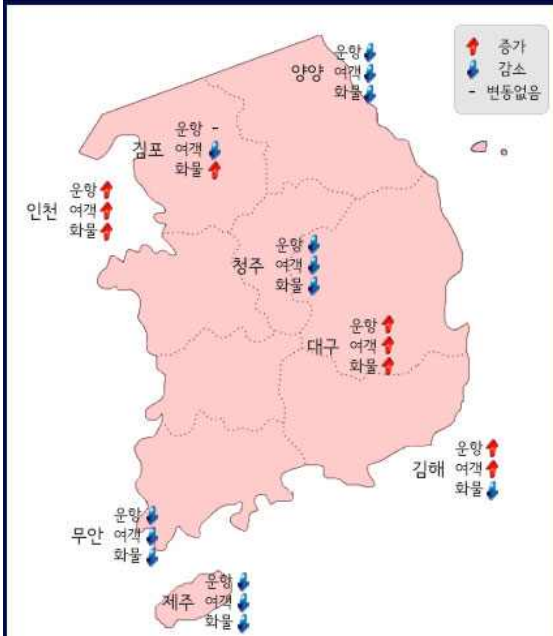 증가
감소
- 변동없음
운항
양양 여객
화물
운항 -
김포 여객
화물
운항
인천 여객
화물
운항
청주 여객
화물
운항
대구 여객
화물
운항
김해 여객
화물
운항
무안 여객
화물
운항
제주 여객
화물